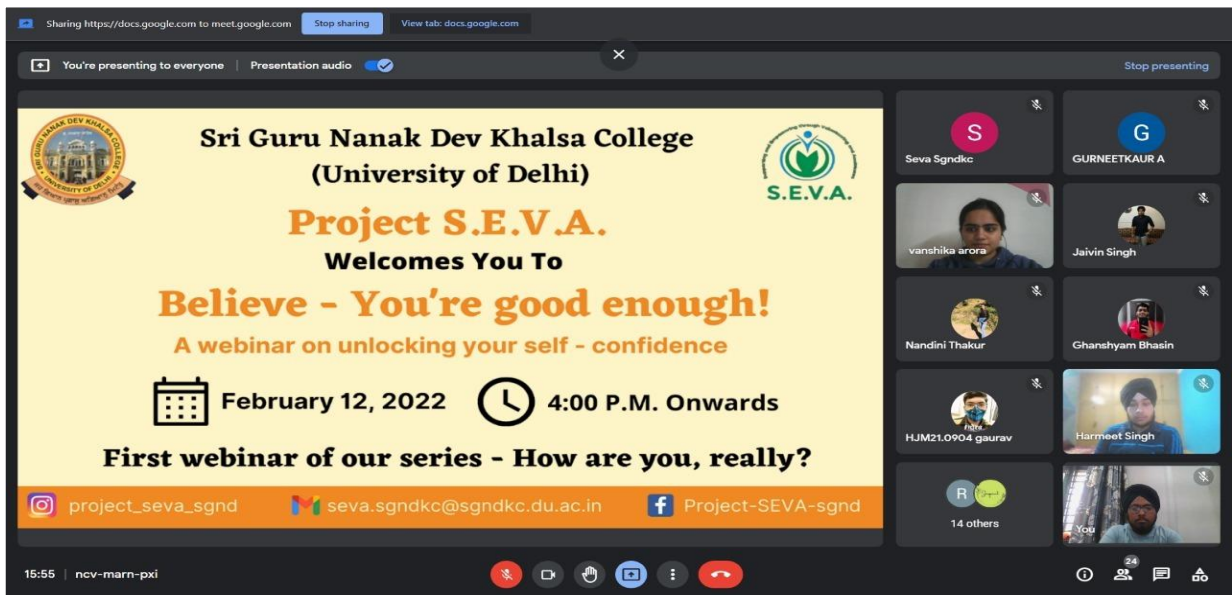 Sharing https://docs.google.com to meet.google.com
Stop sharing
View tab: docs.google.com
You're presenting to everyone
Presentation audio
Stop presenting
Sri Guru Nanak Dev Khalsa College
(University of Delhi)
S.E.V.A.
Project S.E.V.A.
Welcomes You To
Believe - You're good enough!
A webinar on unlocking your self - confidence
February 12, 2022
4:00 P.M. Onwards
First webinar of our series - How are you, really?
project_seva_sgnd
seva.sgndkc@sgndkc.du.ac.in
Project-SEVA-sgnd
S
Seva Sgndkc
G
GURNEETKAUR A
vanshika arora
Jaivin Singh
Nandini Thakur
Ghanshyam Bhasin
HJM21.0904 gaurav
Harmeet Singh
R
14 others
You
15:55 | ncv-marn-pxi
24